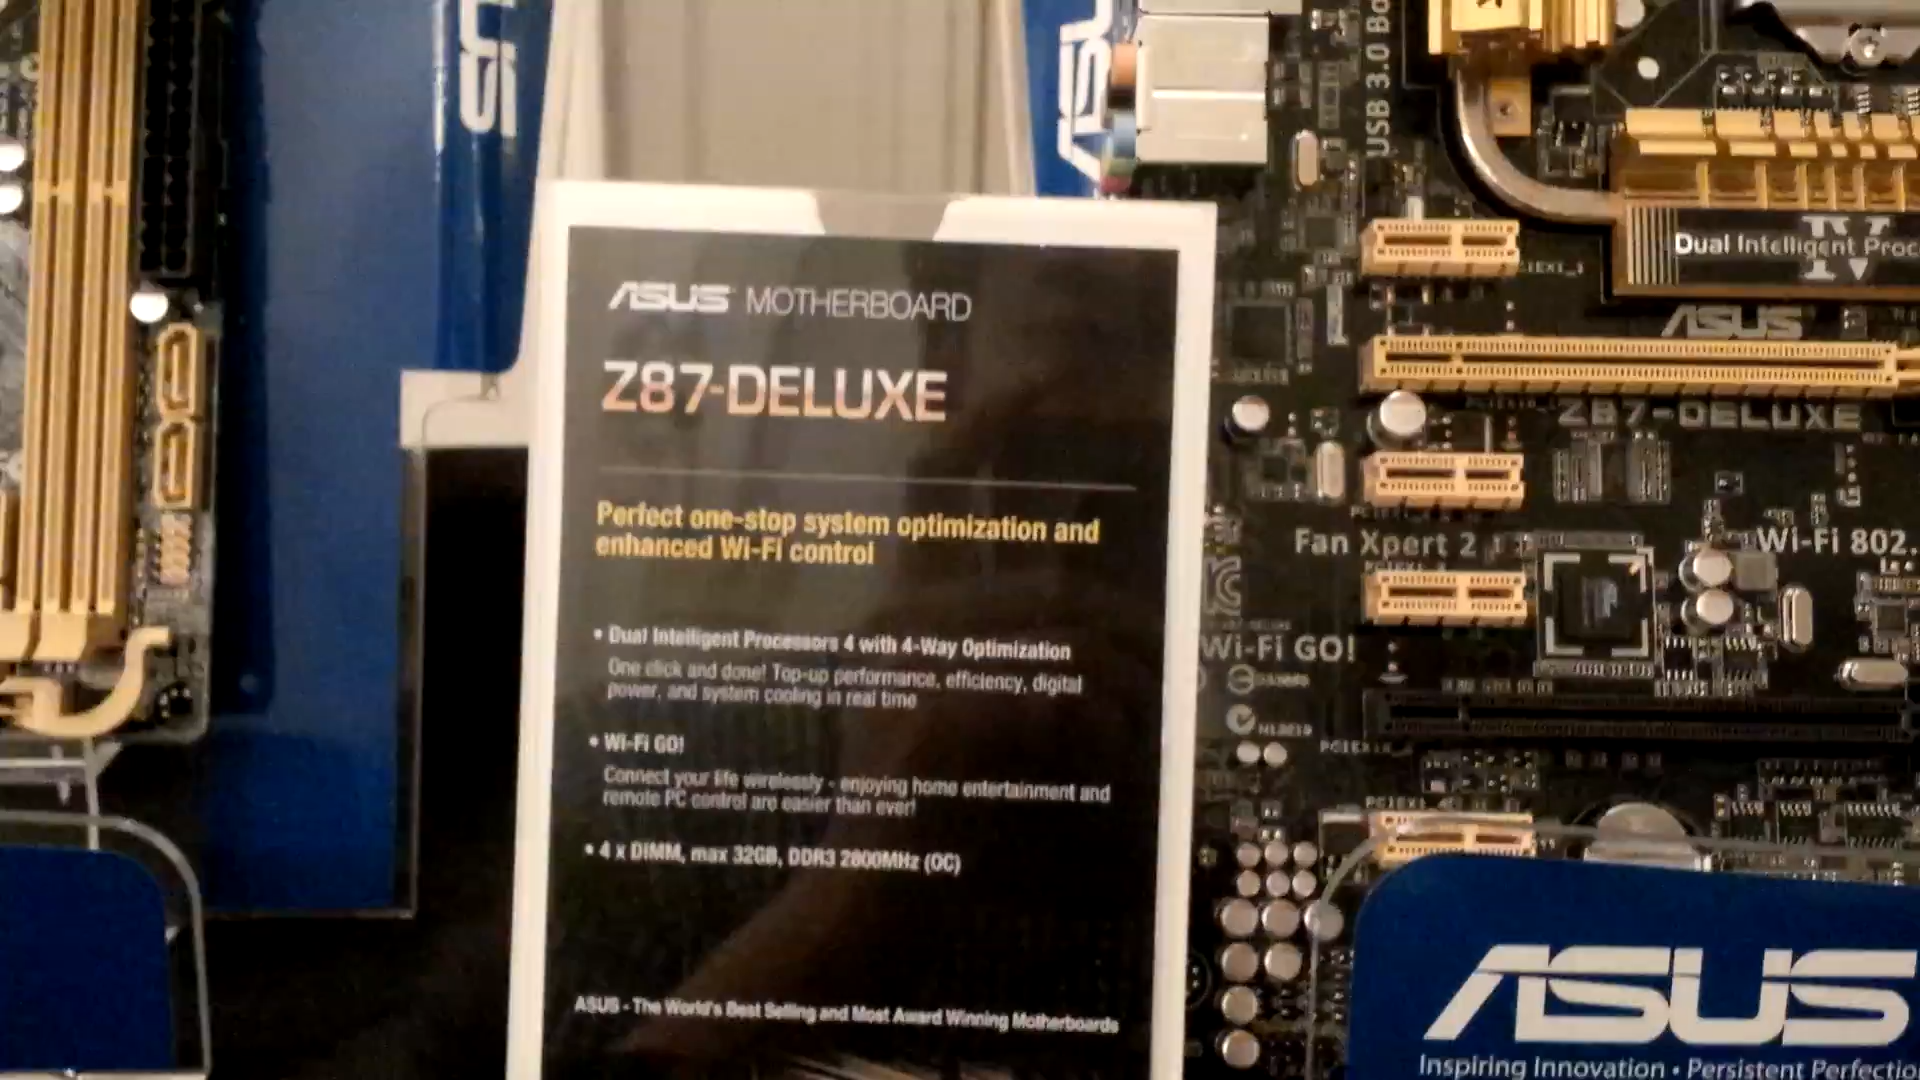 ASUS MOTHERBOARD
Z87-DELUXE
Perfect one-stop system optimization and
enhanced Wi-Fi control
• Dual Intelligent Processors 4 with 4-Way Optimization
One click and done! Top-up performance, efficiency, digital
power, and system cooling in real time
• Wi-Fi GO!
Connect your life wirelessly - enjoying home entertainment and
remote PC control are easier than ever!
• 4 x DIMM, max 32GB, DDR3 2800MHz (OC)
ASUS - The World's Best Selling and Most Award Winning Motherboards
USB 3.0 Bo
Dual Intelligent Proc
ASUS
Z87-DELUXE
Fan Xpert 2
Wi-Fi 802.
Wi-Fi GO!
N13219
ASUS
Inspiring Innovation • Persistent Perfectio